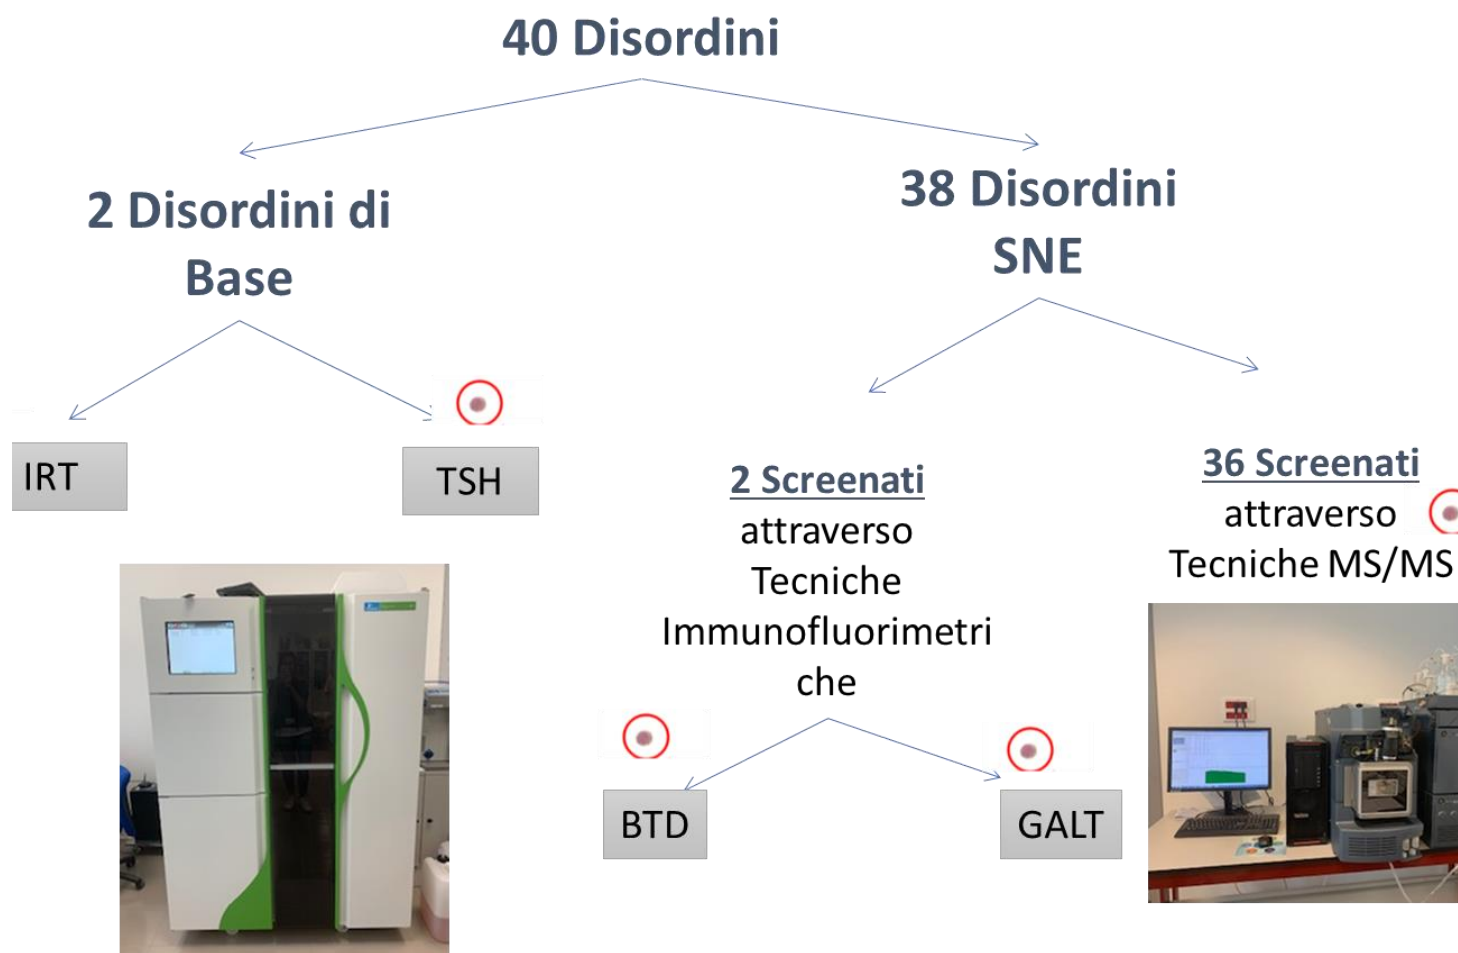 40 Disordini
2 Disordini di
Base
38 Disordini
SNE
IRT
TSH
2 Screenati
attraverso
Tecniche
Immunofluorimetri
che
36 Screenati
attraverso
Tecniche MS/MS
BTD
GALT